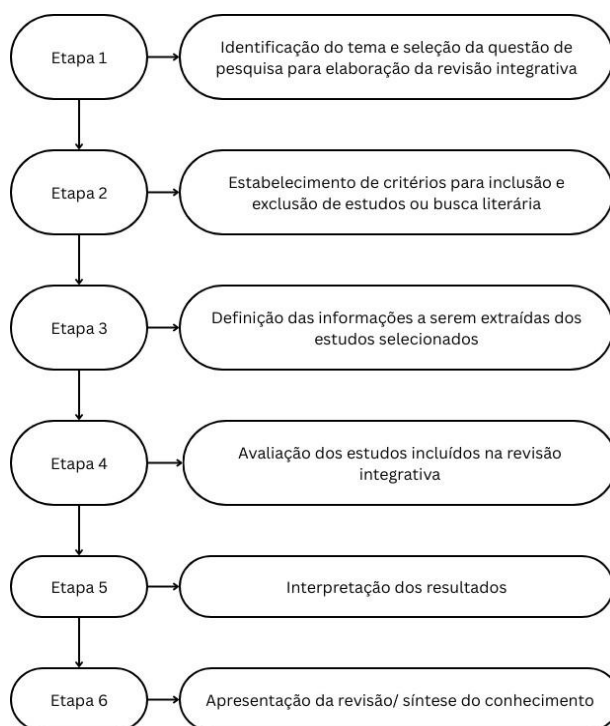 Etapa 1
Identificação do tema e seleção da questão de
pesquisa para elaboração da revisão integrativa
Etapa 2
Estabelecimento de critérios para inclusão e
exclusão de estudos ou busca literária
Etapa 3
Definição das informações a serem extraídas dos
estudos selecionados
Etapa 4
Avaliação dos estudos incluídos na revisão
integrativa
Etapa 5
Interpretação dos resultados
Etapa 6
Apresentação da revisão/ síntese do conhecimento